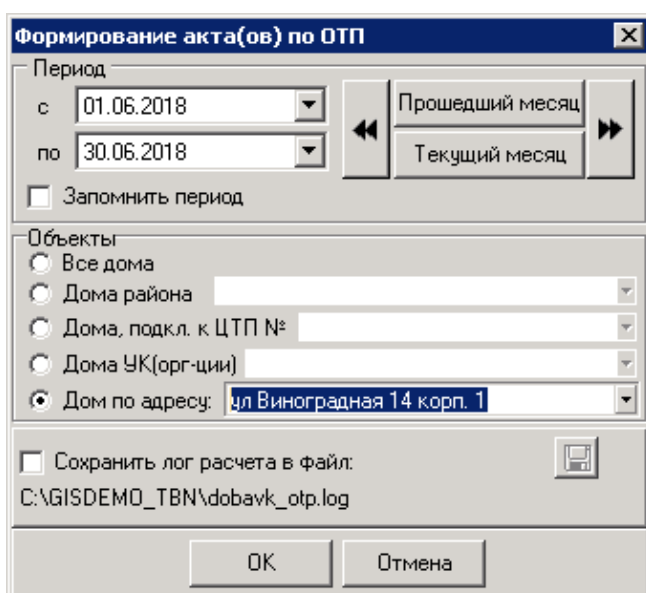 Формирование акта(ов) по ОТП
Период
с 01.06.2018
Прошедший месяц
по 30.06.2018
Текущий месяц
Запомнить период
Объекты
Все дома
Дома района
Дома, подкл. к ЦТП №
Дома УК(орг-ции)
Дом по адресу: ул Виноградная 14 корп. 1
Сохранить лог расчета в файл:
C:\GISDEMO_TBN\dobavk_otp.log
ОК Отмена